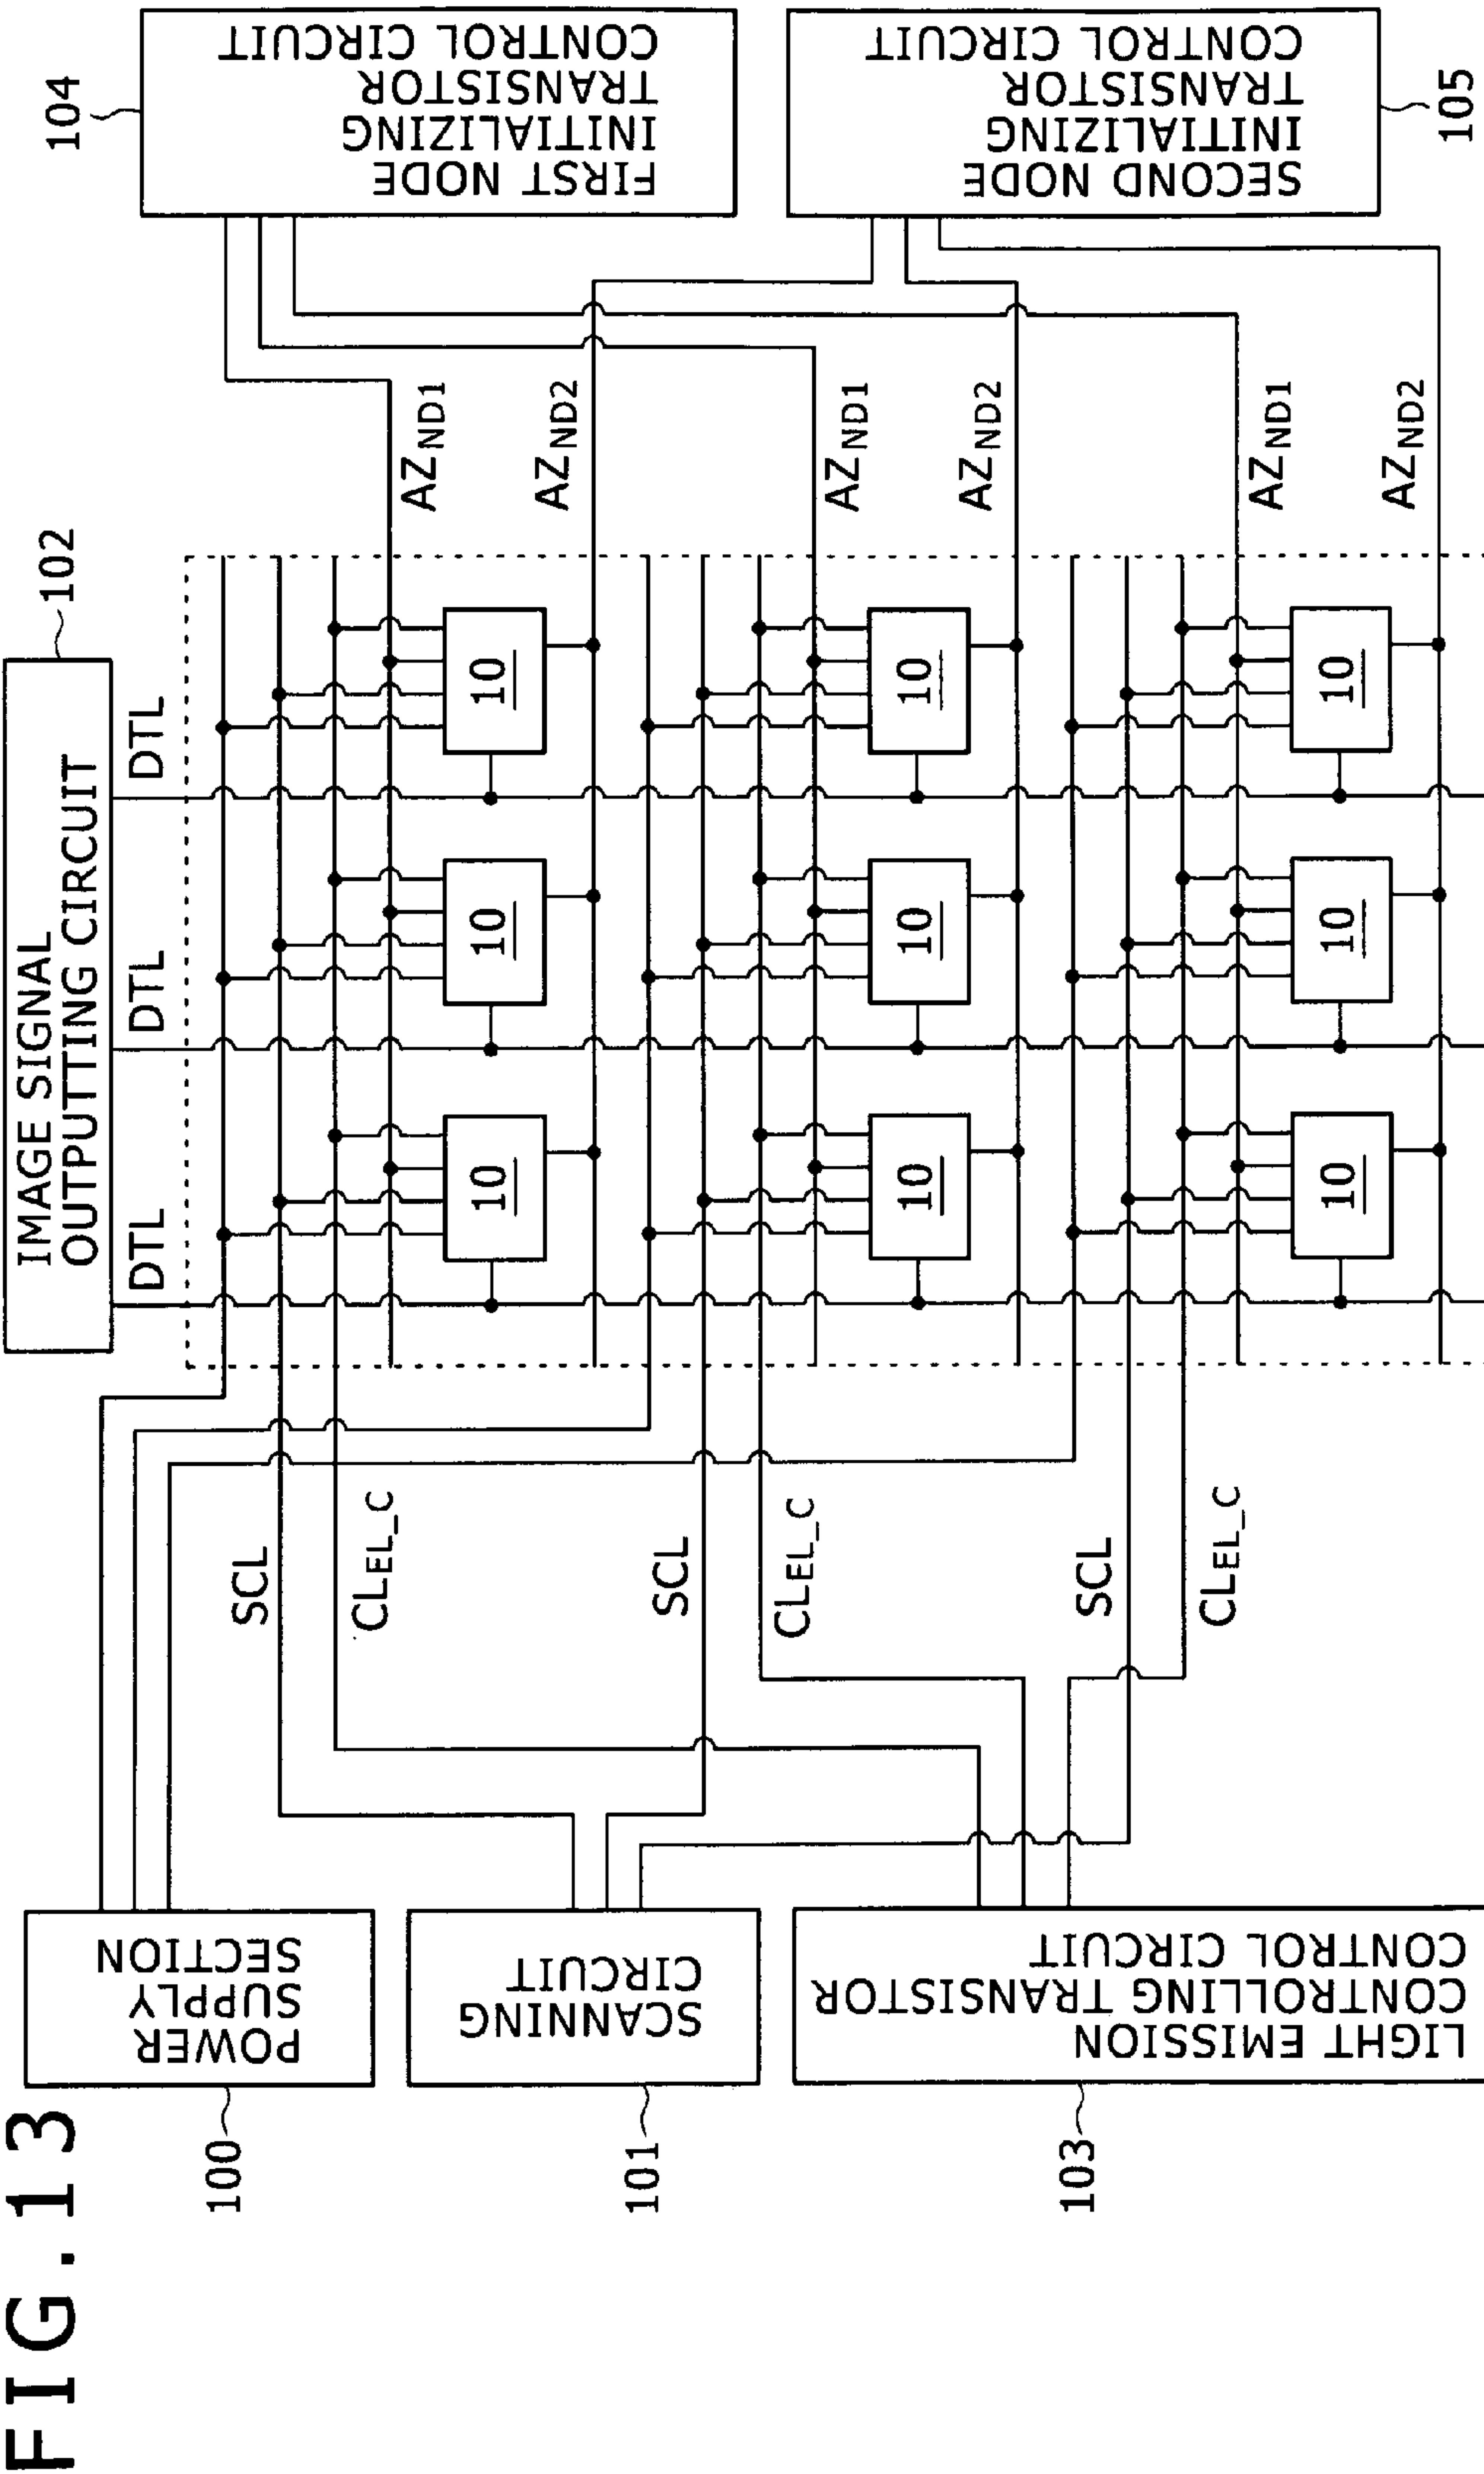 FIG.13
IMAGE SIGNAL
OUTPUTTING CIRCUIT
102
DTL
DTL
DTL
100
POWER
SUPPLY
SECTION
101
SCANNING
CIRCUIT
103
LIGHT EMISSION
CONTROLLING TRANSISTOR
CONTROL CIRCUIT
104
FIRST NODE
INITIALIZING
TRANSISTOR
CONTROL CIRCUIT
105
SECOND NODE
INITIALIZING
TRANSISTOR
CONTROL CIRCUIT
SCL
CLEL_C
10
10
10
AZND1
AZND2
SCL
CLEL_C
10
10
10
AZND1
AZND2
SCL
CLEL_C
10
10
10
AZND1
AZND2